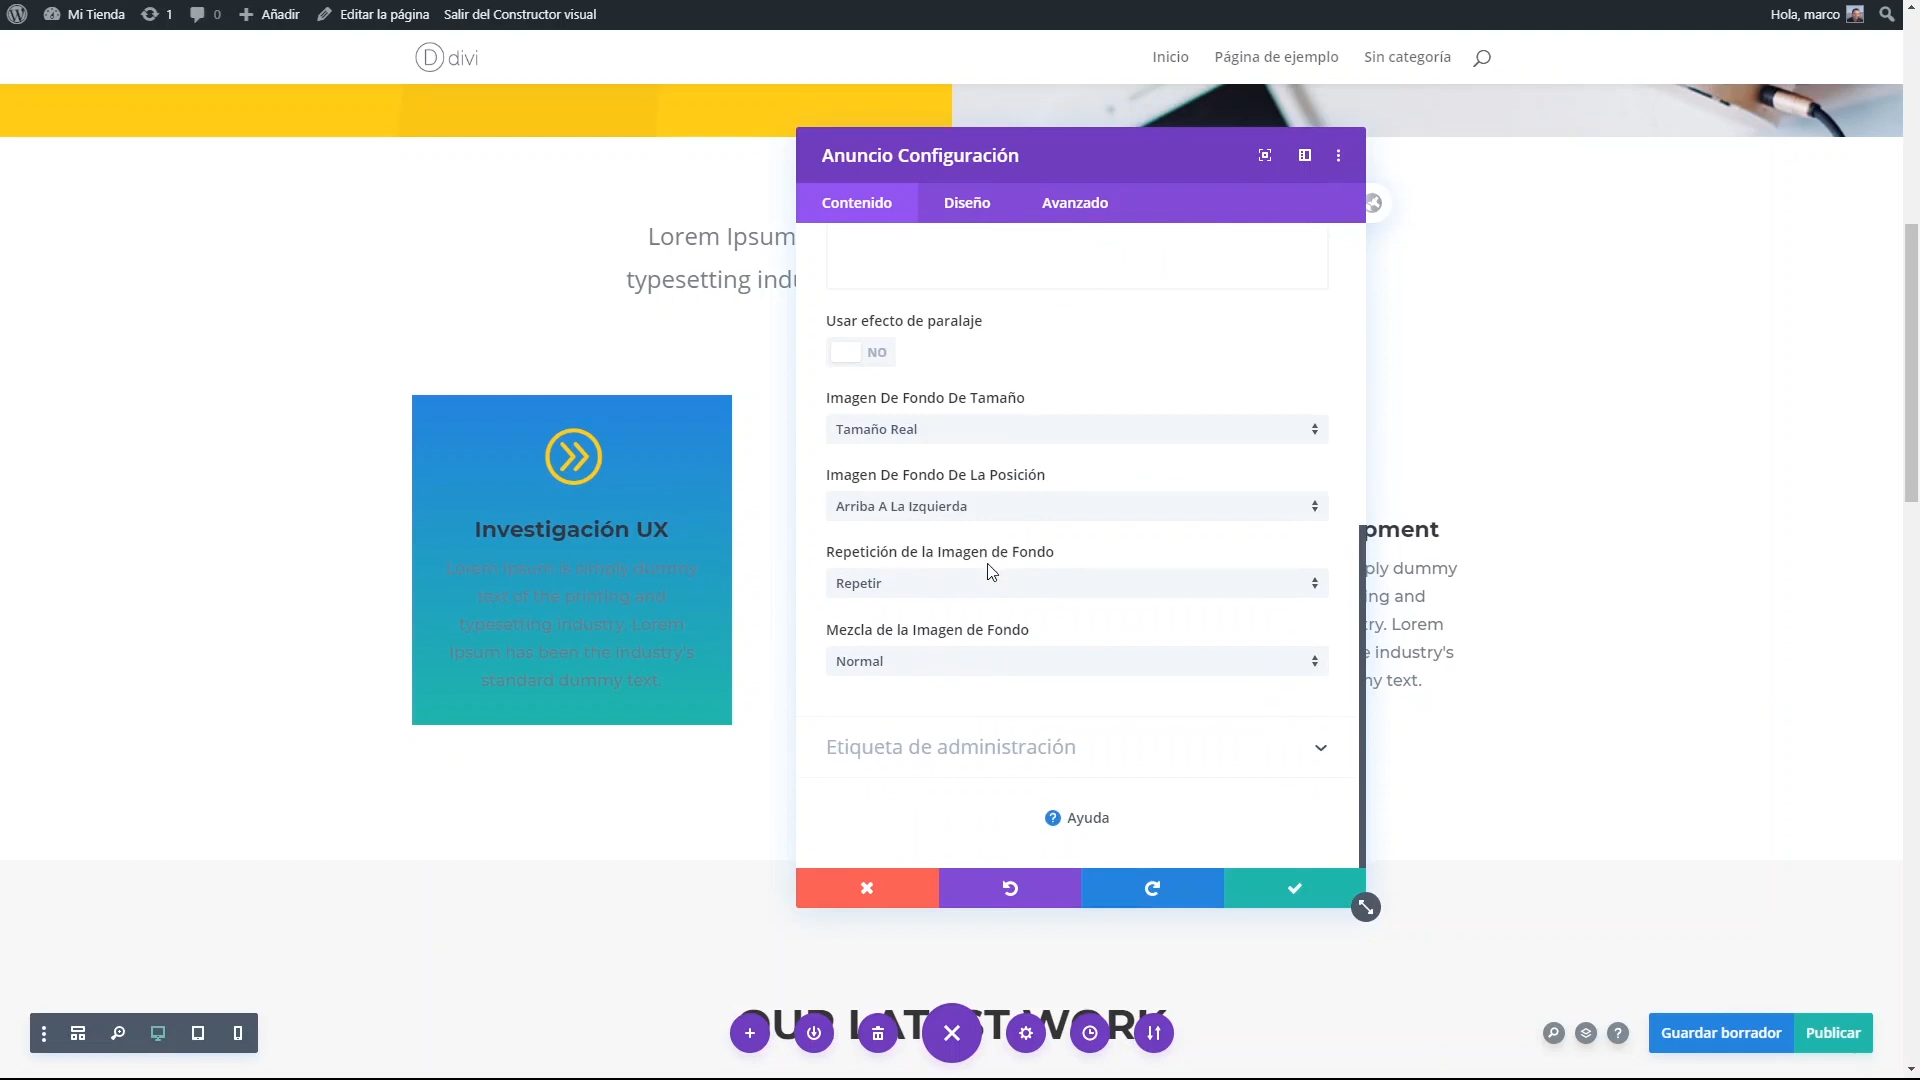 Mi Tienda 1 0 Añadir Editar la página Salir del Constructor visual Hola, marco
divi Inicio Página de ejemplo Sin categoría
Anuncio Configuración
Contenido Diseño Avanzado
Lorem Ipsum
typesetting indu
Usar efecto de paralaje
NO
Imagen De Fondo De Tamaño
Tamaño Real
Imagen De Fondo De La Posición
Arriba A La Izquierda
Repetición de la Imagen de Fondo
Repetir
Mezcla de la Imagen de Fondo
Normal
Etiqueta de administración
Ayuda
Investigación UX
Lorem Ipsum is simply dummy
text of the printing and
typesetting industry. Lorem
Ipsum has been the industry's
standard dummy text.
pment
ply dummy
ing and
try. Lorem
e industry's
ny text.
OUR LATEST WORK
Guardar borrador Publicar